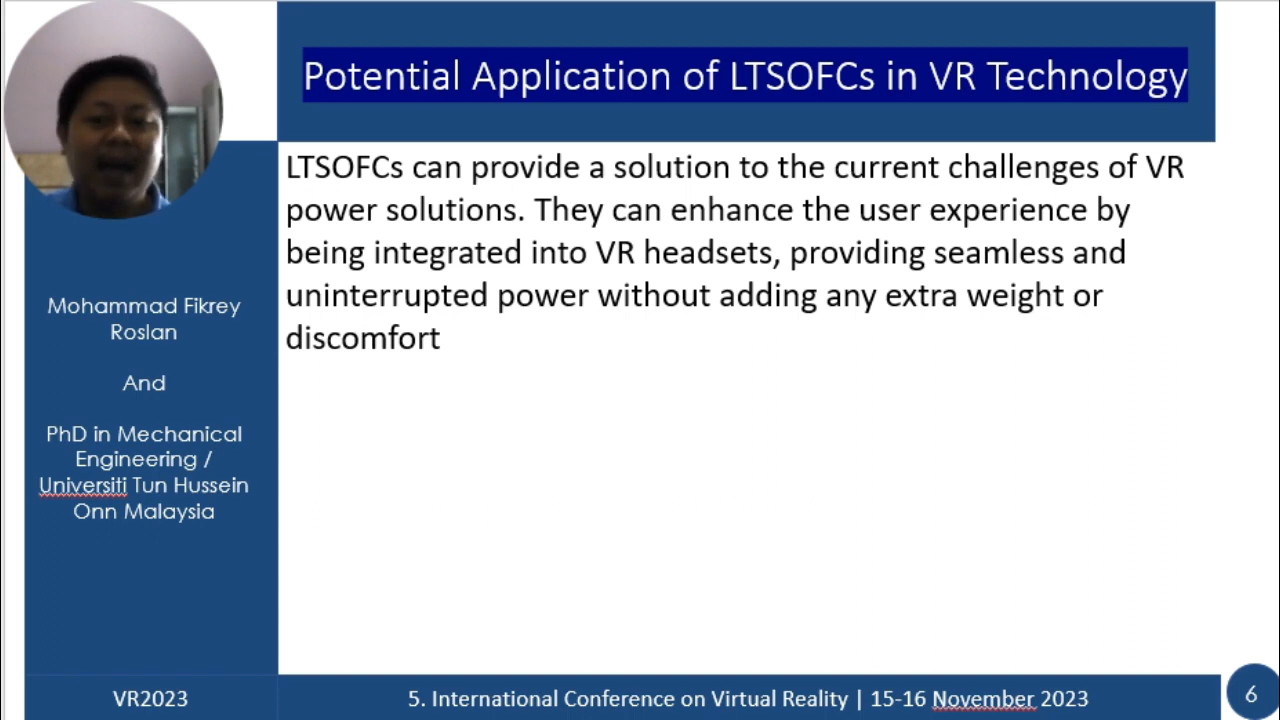 Potential Application of LTSOFCs in VR Technology
LTSOFCs can provide a solution to the current challenges of VR
power solutions. They can enhance the user experience by
being integrated into VR headsets, providing seamless and
uninterrupted power without adding any extra weight or
discomfort
Mohammad Fikrey
Roslan
And
PhD in Mechanical
Engineering /
Universiti Tun Hussein
Onn Malaysia
VR2023
5. International Conference on Virtual Reality | 15-16 November 2023
6